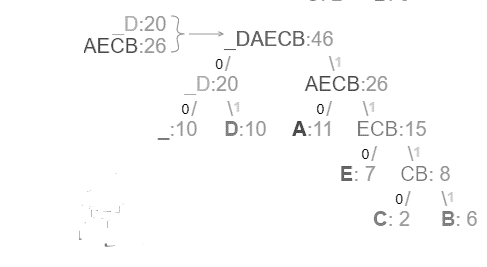 _D:20
AECB:26
_DAECB:46
0/ \1
_D:20 AECB:26
0/ \1 0/ \1
_:10 D:10 A:11 ECB:15
0/ \1
E: 7 CB: 8
0/ \1
C: 2 B: 6